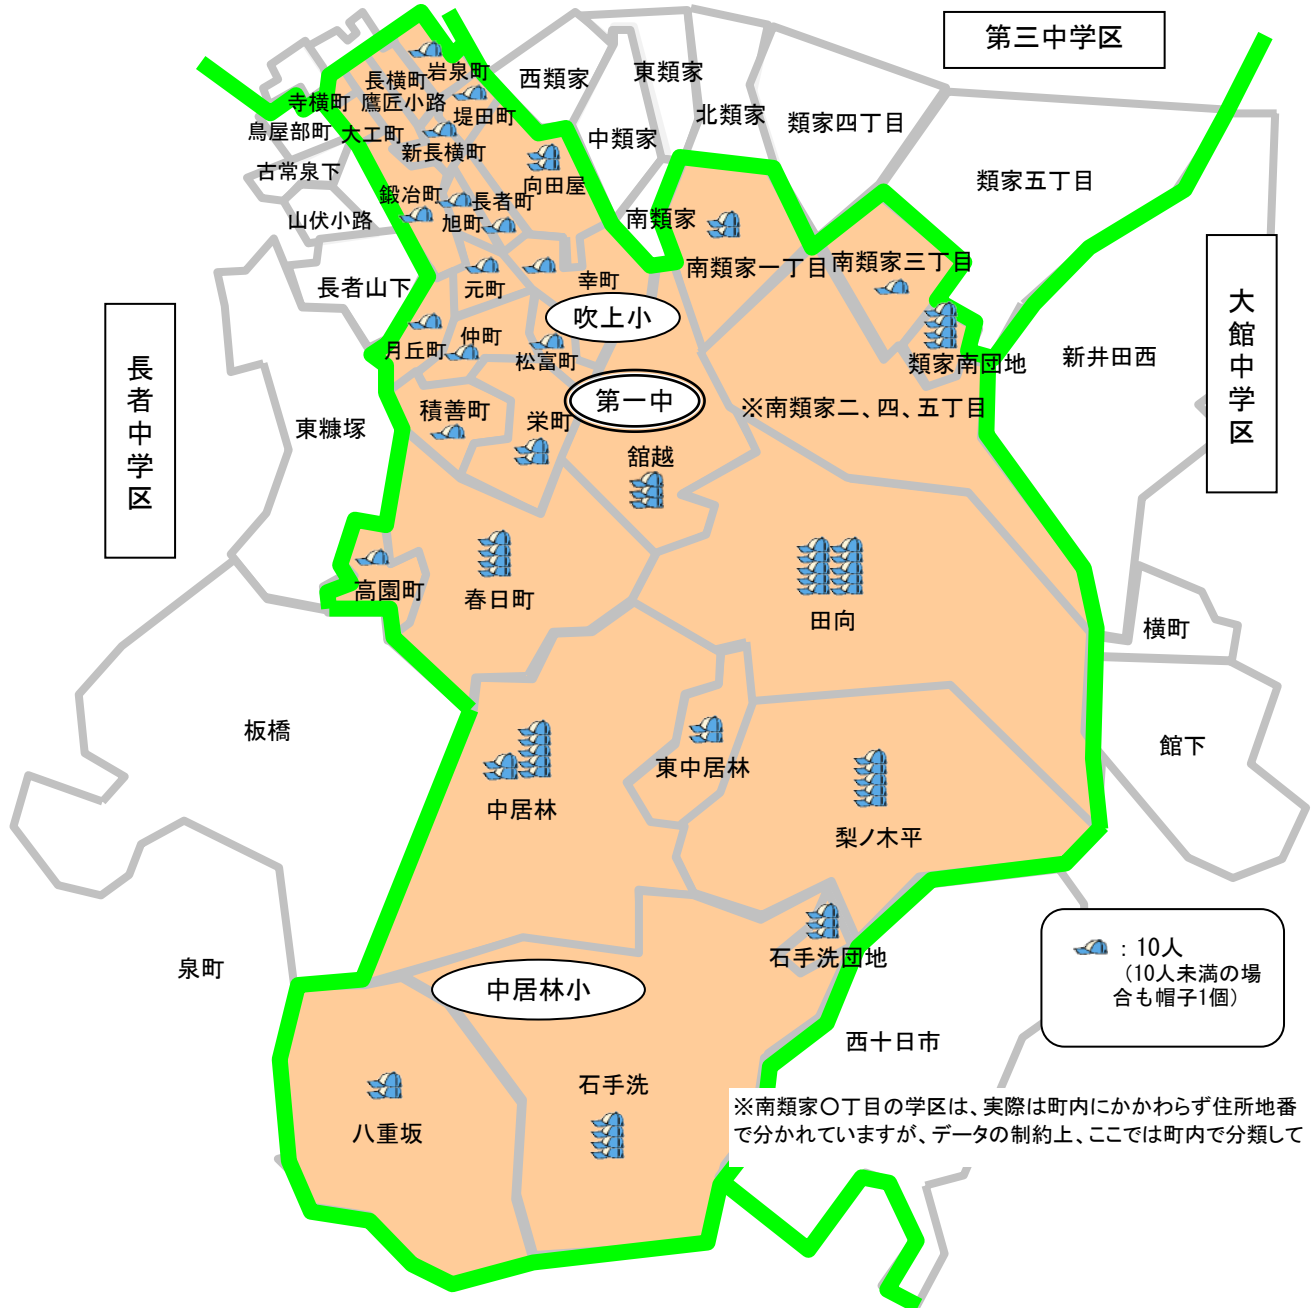 第三中学区
西類家
東類家
北類家
類家四丁目
中類家
類家五丁目
岩泉町
長横町
寺横町
鷹匠小路
堤田町
鳥屋部町
大工町
新長横町
古常泉下
向田屋
鍛冶町
長者町
山伏小路
旭町
南類家
長者山下
元町
幸町
南類家一丁目
南類家三丁目
吹上小
大館中学区
長者中学区
月丘町
仲町
松富町
類家南団地
新井田西
東糠塚
積善町
栄町
第一中
※南類家二、四、五丁目
舘越
高園町
春日町
田向
横町
板橋
東中居林
館下
中居林
梨ノ木平
泉町
石手洗団地
中居林小
：10人
（10人未満の場
合も帽子1個）
西十日市
石手洗
八重坂
※南類家〇丁目の学区は、実際は町内にかかわらず住所地番
で分かれていますが、データの制約上、ここでは町内で分類して